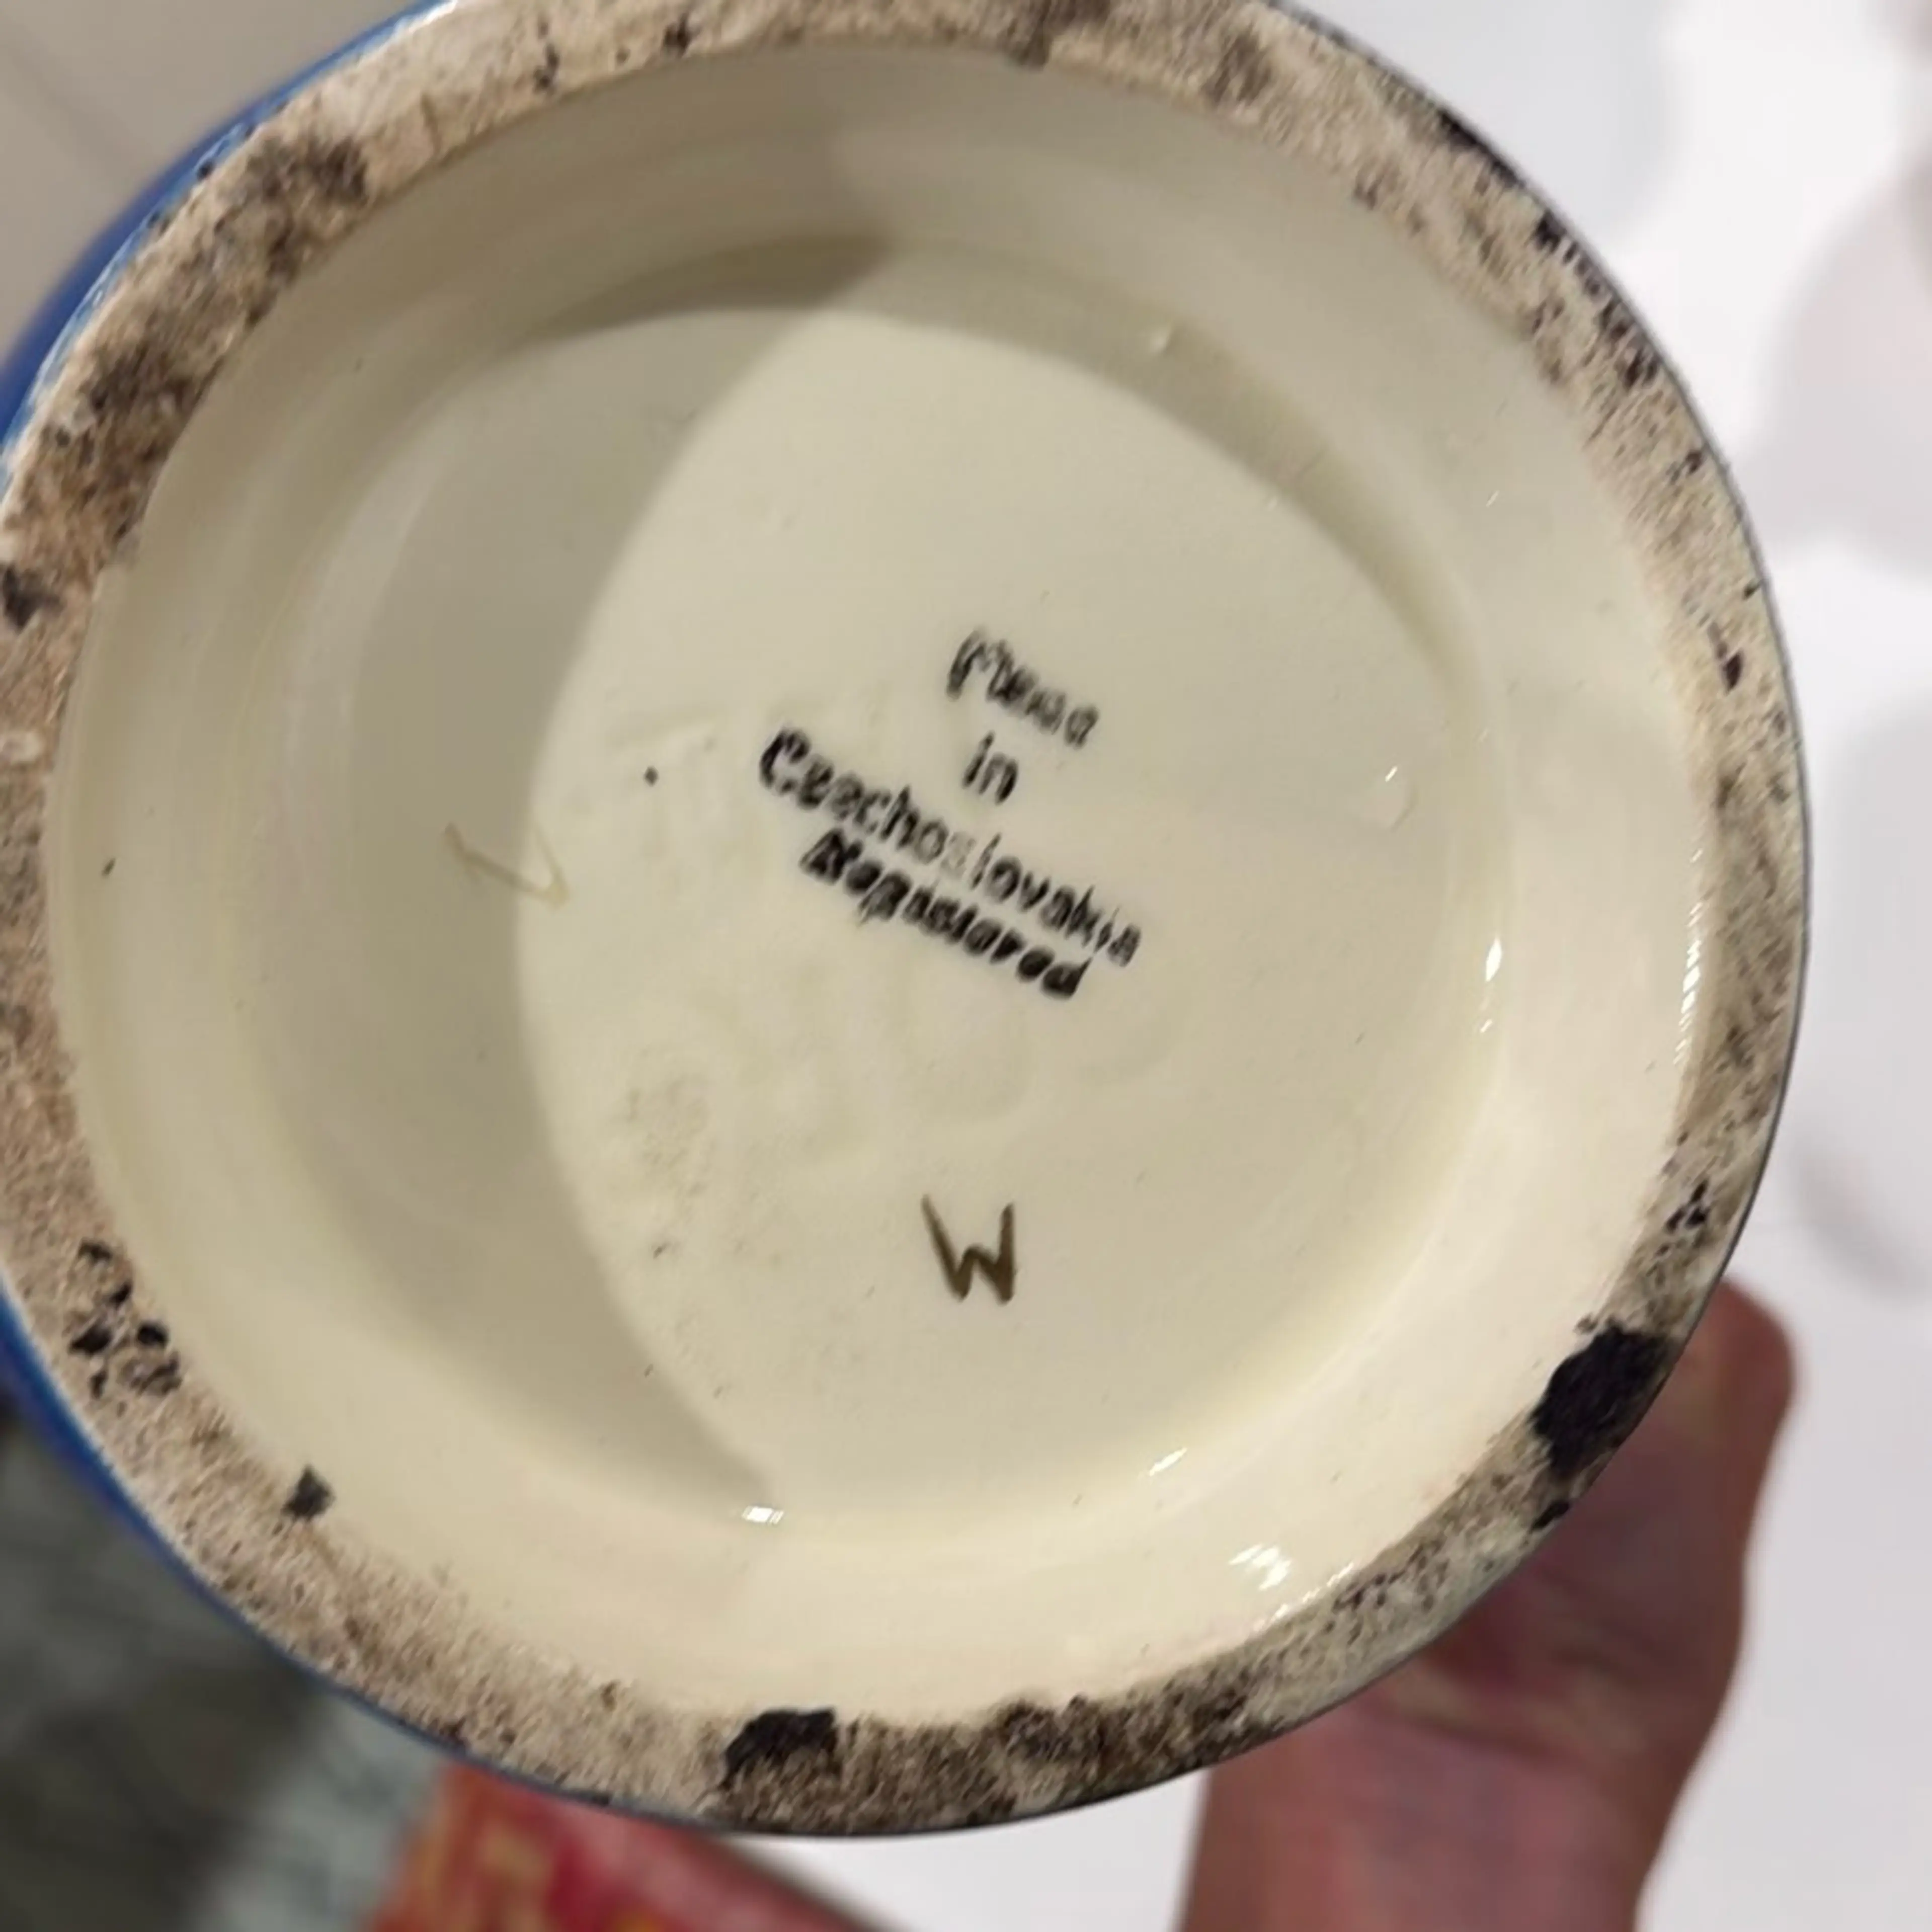 Made
in
Czechoslovakia
Registered
W